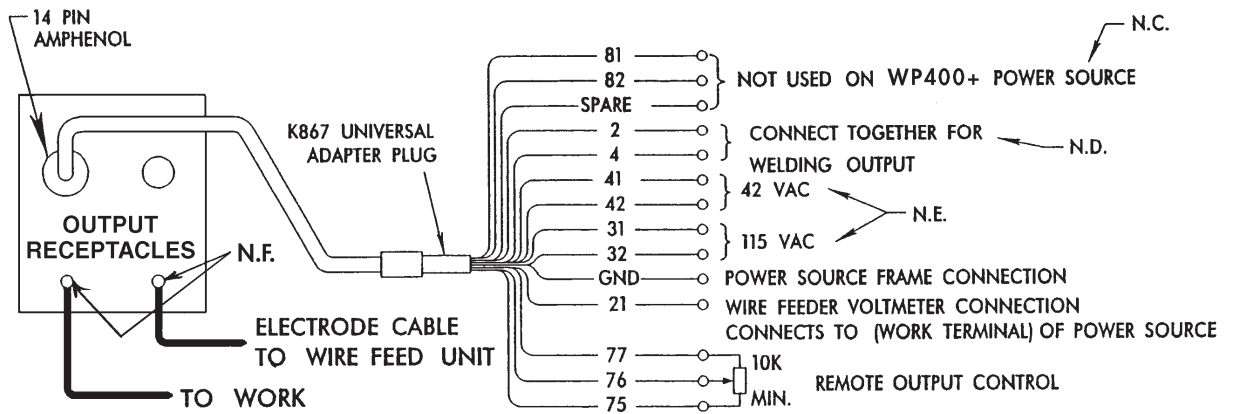 14 PIN
AMPHENOL
N.C.
81
82
SPARE
NOT USED ON WP400+ POWER SOURCE
K867 UNIVERSAL
ADAPTER PLUG
2
4
CONNECT TOGETHER FOR
WELDING OUTPUT
N.D.
41
42
42 VAC
N.E.
31
32
115 VAC
OUTPUT
RECEPTACLES
N.F.
GND
POWER SOURCE FRAME CONNECTION
21
WIRE FEEDER VOLTMETER CONNECTION
CONNECTS TO (WORK TERMINAL) OF POWER SOURCE
ELECTRODE CABLE
TO WIRE FEED UNIT
TO WORK
77
76
75
10K
MIN.
REMOTE OUTPUT CONTROL